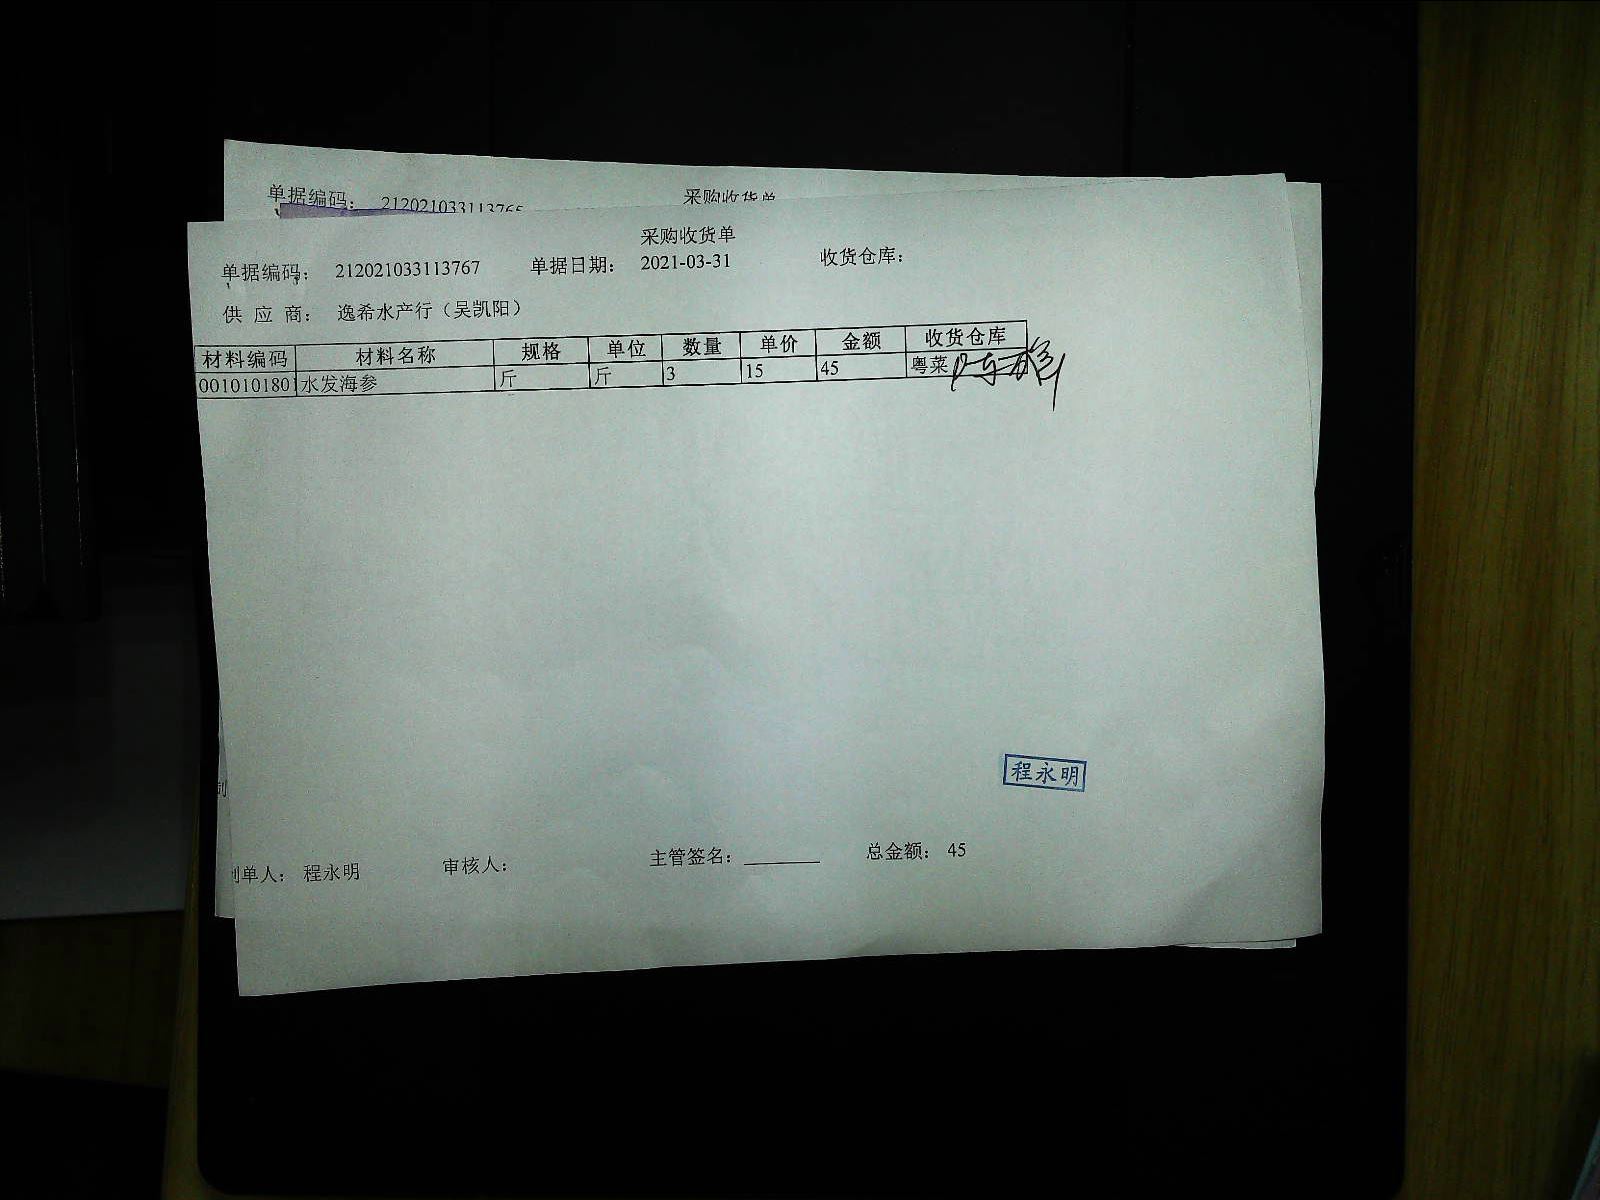 单据编码： 212021033113765 采购收货单
采购收货单
单据编码： 212021033113767 单据日期： 2021-03-31 收货仓库：
供 应 商： 逸希水产行（吴凯阳）
材料编码 材料名称 规格 单位 数量 单价 金额 收货仓库
0010101801 水发海参 斤 斤 3 15 45 粤菜
程永明
制单人： 程永明 审核人： 主管签名： 总金额： 45